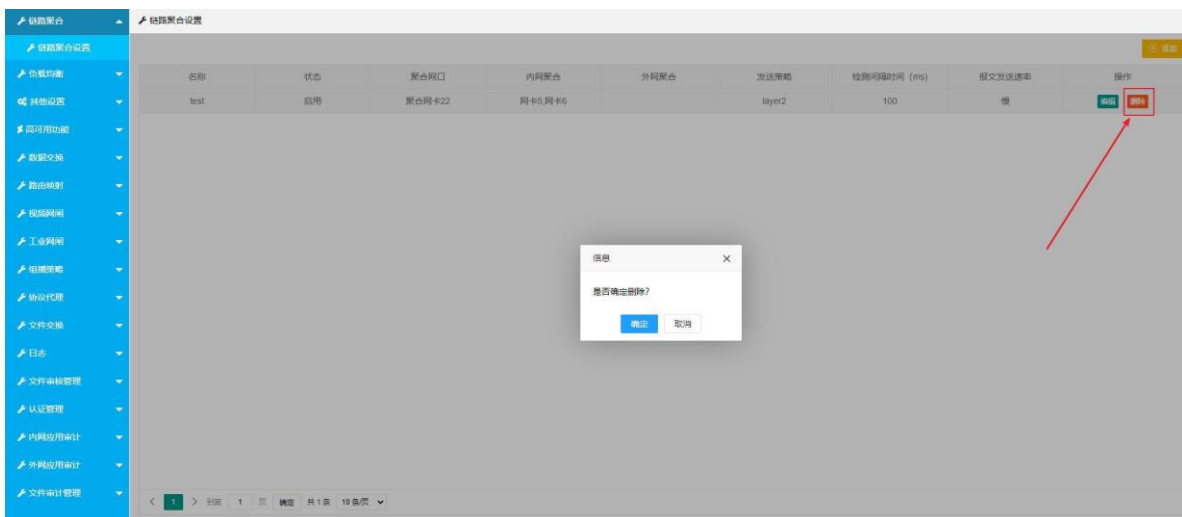 链路聚合
链路聚合设置
链路聚合设置
添加
负载均衡
其他设置
高可用功能
数据交换
路由映射
视频网闸
工业网闸
组播策略
协议代理
文件交换
日志
文件审核管理
认证管理
内网应用审计
外网应用审计
文件审计管理
名称 状态 聚合网口 内网聚合 外网聚合 发送策略 检测间隔时间 (ms) 报文发送速率 操作
test 启用 聚合网卡22 网卡5,网卡6 layer2 100 慢 编辑 删除
信息
是否确定删除?
确定 取消
1 到第 1 页 确定 共 1 条 10 条/页